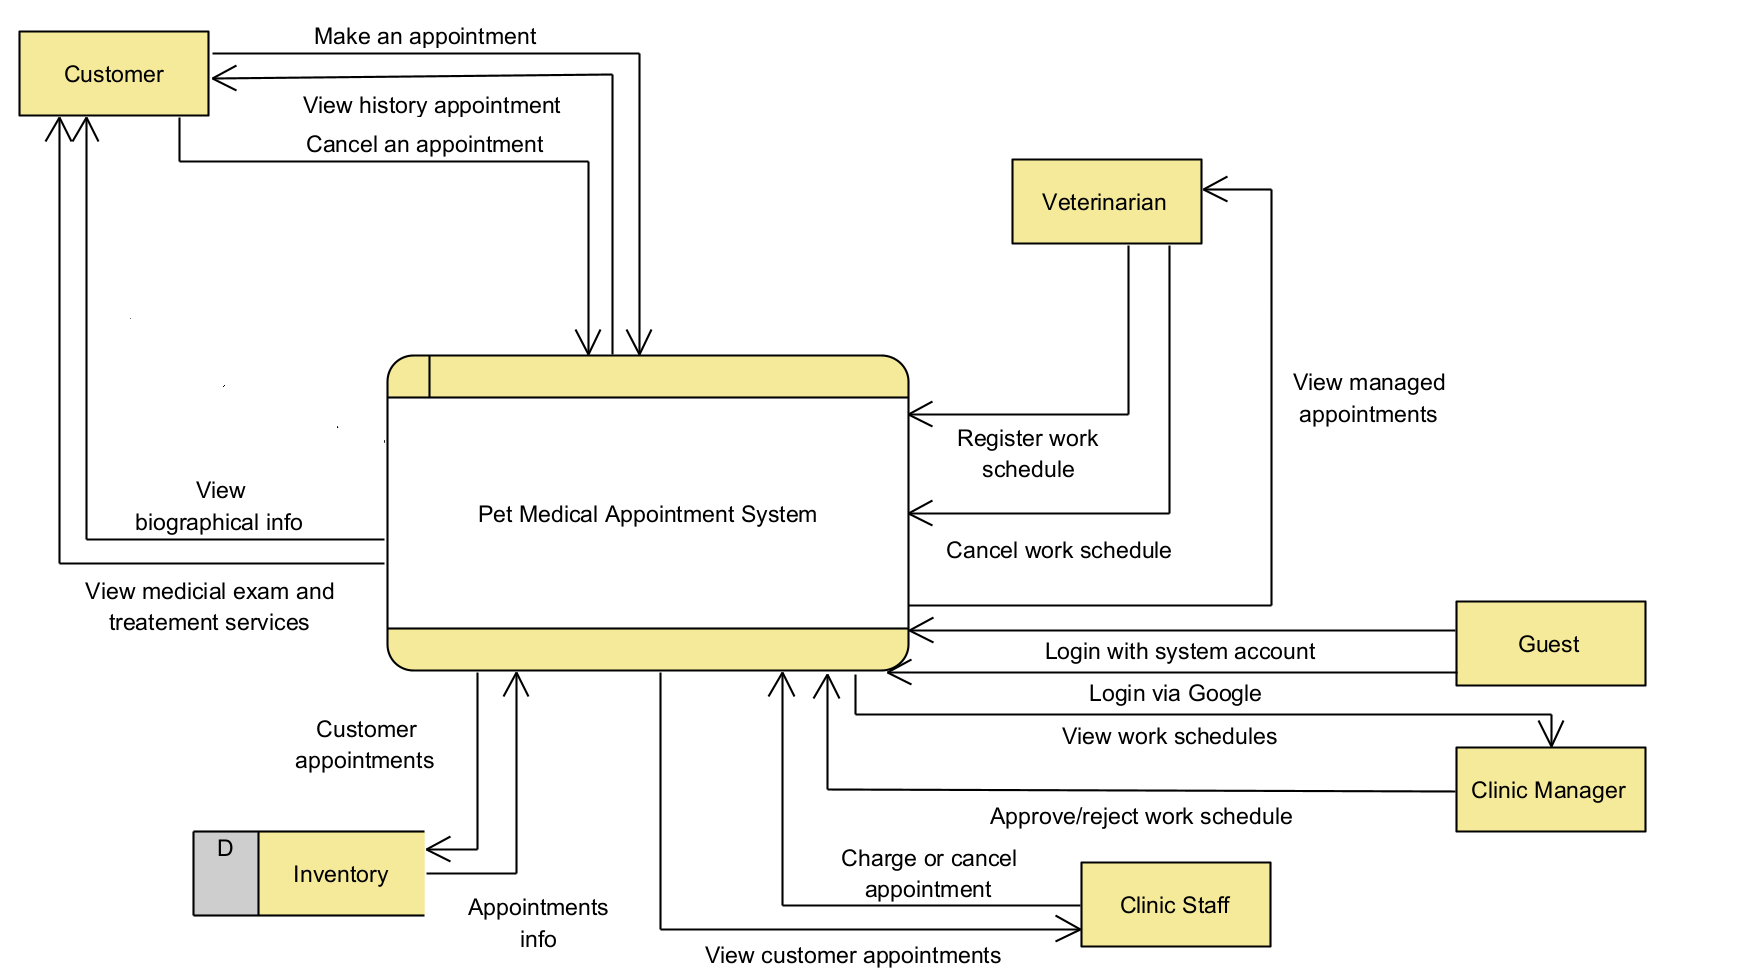 Make an appointment
Customer
View history appointment
Cancel an appointment
Veterinarian
View managed
appointments
Register work
schedule
View
biographical info
Pet Medical Appointment System
Cancel work schedule
View medicial exam and
treatement services
Guest
Login with system account
Login via Google
Customer
appointments
View work schedules
Clinic Manager
Approve/reject work schedule
D
Inventory
Charge or cancel
appointment
Clinic Staff
Appointments
info
View customer appointments